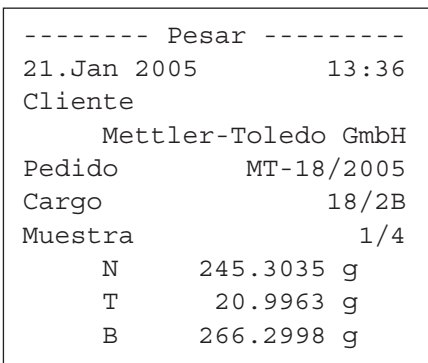 -------- Pesar ---------
21.Jan 2005 13:36
Cliente
Mettler-Toledo GmbH
Pedido MT-18/2005
Cargo 18/2B
Muestra 1/4
N 245.3035 g
T 20.9963 g
B 266.2998 g